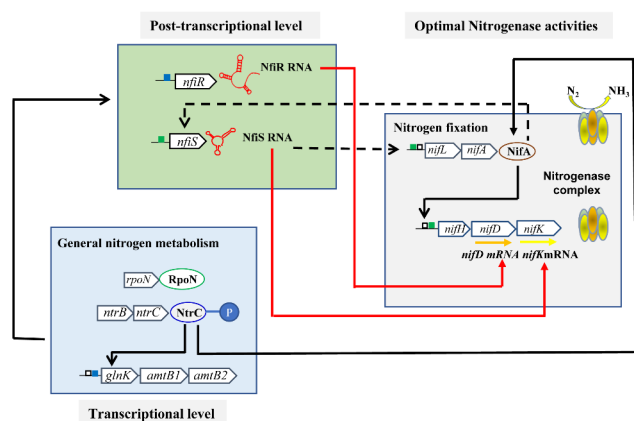 Post-transcriptional level
Optimal Nitrogenase activities
nfiR
NfiR RNA
nfiS
NfiS RNA
N2
NH3
Nitrogen fixation
nifL
nifA
NifA
Nitrogenase
complex
nifH
nifD
nifK
nifD mRNA
nifKmRNA
General nitrogen metabolism
rpoN
RpoN
ntrB
ntrC
NtrC
P
glnK
amtB1
amtB2
Transcriptional level